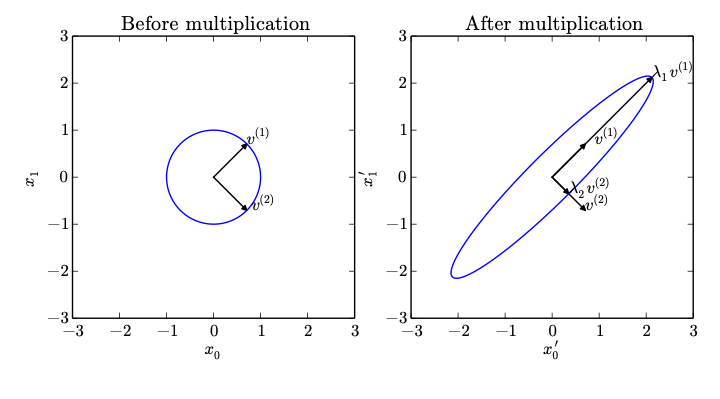 Before multiplication
After multiplication
3
2
1
0
−1
−2
−3
x₁
v⁽¹⁾
v⁽²⁾
−3 −2 −1 0 1 2 3
x₀
3
2
1
0
−1
−2
−3
x₁′
λ₁ v⁽¹⁾
v⁽¹⁾
λ₂ v⁽²⁾
v⁽²⁾
−3 −2 −1 0 1 2 3
x₀′